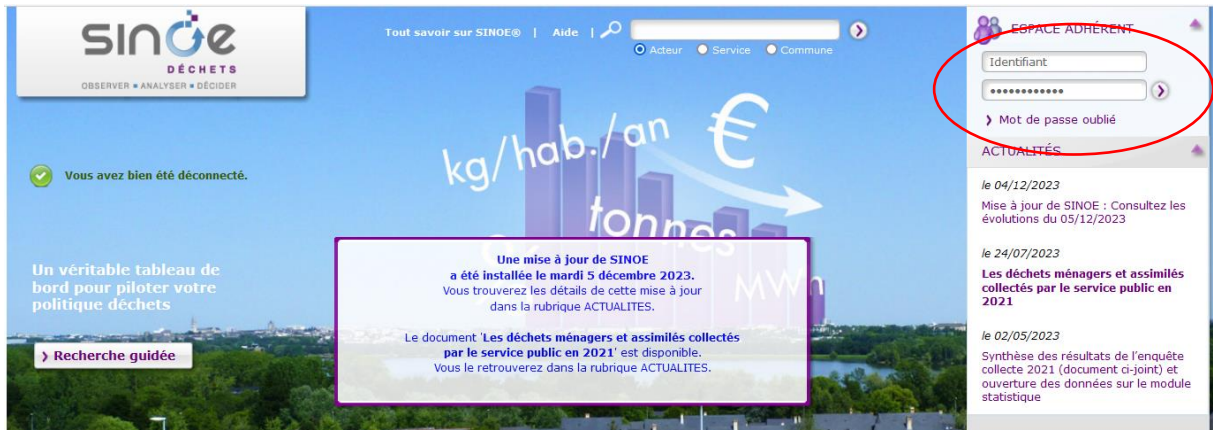 sinoe
DÉCHETS
OBSERVER ▪ ANALYSER ▪ DÉCIDER
Tout savoir sur SINOE® | Aide |
Acteur Service Commune
Vous avez bien été déconnecté.
Un véritable tableau de
bord pour piloter votre
politique déchets
❯ Recherche guidée
kg/hab./an
€
tonnes
MWh
Une mise à jour de SINOE
a été installée le mardi 5 décembre 2023.
Vous trouverez les détails de cette mise à jour
dans la rubrique ACTUALITES.
Le document 'Les déchets ménagers et assimilés collectés
par le service public en 2021' est disponible.
Vous le retrouverez dans la rubrique ACTUALITES.
ESPACE ADHÉRENT
Identifiant
••••••••••••
❯ Mot de passe oublié
ACTUALITÉS
le 04/12/2023
Mise à jour de SINOE : Consultez les
évolutions du 05/12/2023
le 24/07/2023
Les déchets ménagers et assimilés
collectés par le service public en
2021
le 02/05/2023
Synthèse des résultats de l'enquête
collecte 2021 (document ci-joint) et
ouverture des données sur le module
statistique